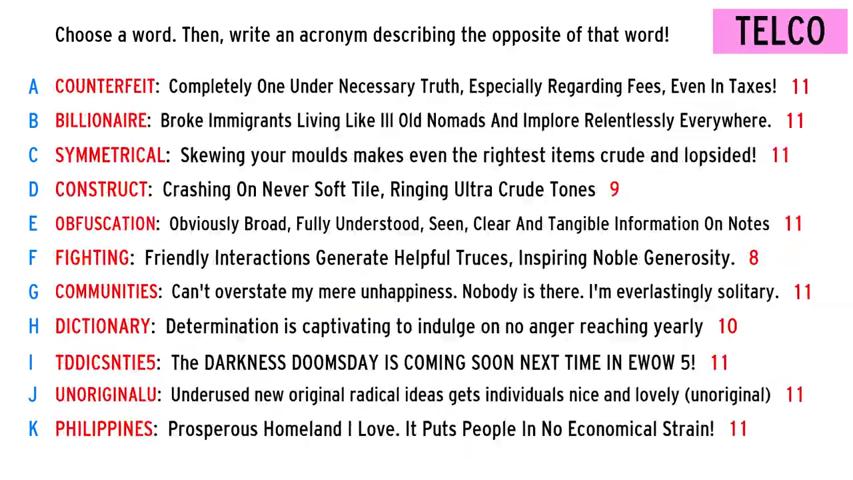 Choose a word. Then, write an acronym describing the opposite of that word!
TELCO
A COUNTERFEIT: Completely One Under Necessary Truth, Especially Regarding Fees, Even In Taxes! 11
B BILLIONAIRE: Broke Immigrants Living Like Ill Old Nomads And Implore Relentlessly Everywhere. 11
C SYMMETRICAL: Skewing your moulds makes even the rightest items crude and lopsided! 11
D CONSTRUCT: Crashing On Never Soft Tile, Ringing Ultra Crude Tones 9
E OBFUSCATION: Obviously Broad, Fully Understood, Seen, Clear And Tangible Information On Notes 11
F FIGHTING: Friendly Interactions Generate Helpful Truces, Inspiring Noble Generosity. 8
G COMMUNITIES: Can't overstate my mere unhappiness. Nobody is there. I'm everlastingly solitary. 11
H DICTIONARY: Determination is captivating to indulge on no anger reaching yearly 10
I TDDICSNTIE5: The DARKNESS DOOMSDAY IS COMING SOON NEXT TIME IN EWOW 5! 11
J UNORIGINALU: Underused new original radical ideas gets individuals nice and lovely (unoriginal) 11
K PHILIPPINES: Prosperous Homeland I Love. It Puts People In No Economical Strain! 11